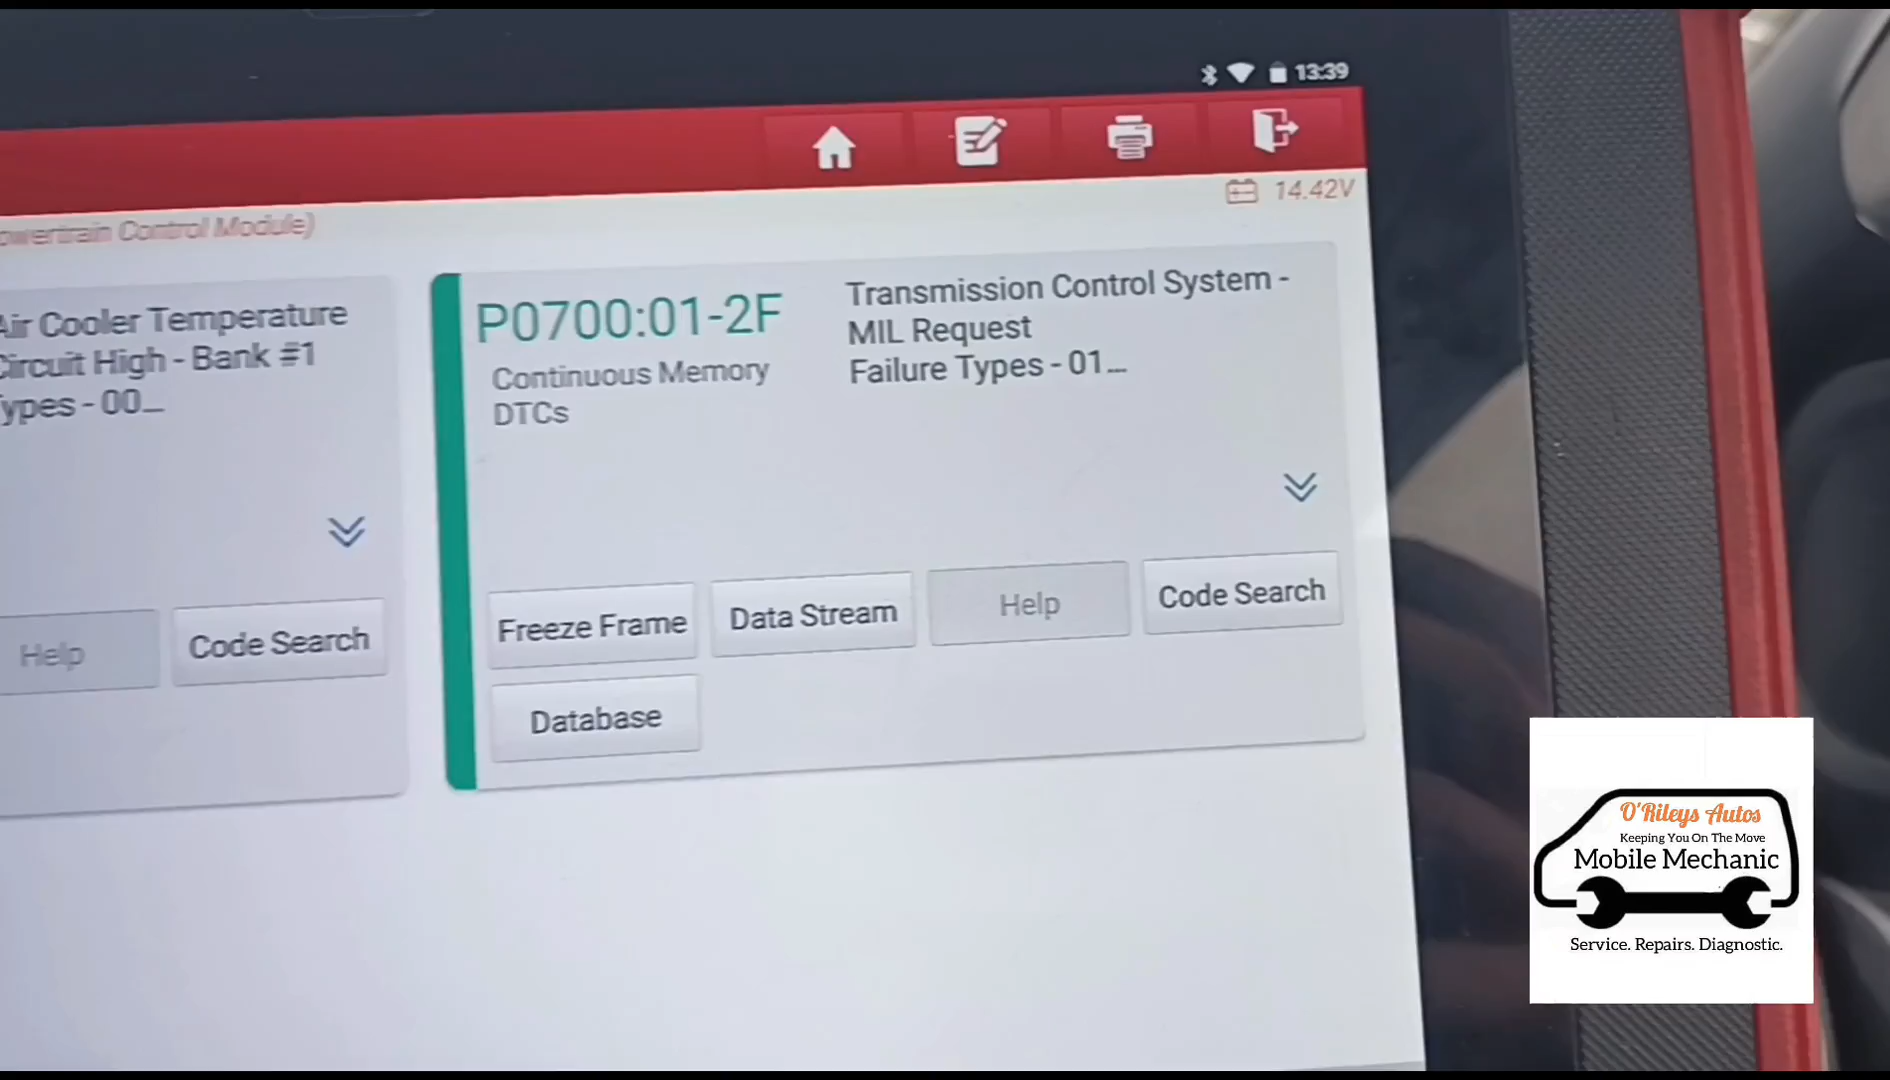 13:39
14.42V
owertrain Control Module)
Air Cooler Temperature
Circuit High - Bank #1
ypes - 00...
Help
Code Search
P0700:01-2F
Continuous Memory
DTCs
Transmission Control System -
MIL Request
Failure Types - 01...
Freeze Frame
Data Stream
Help
Code Search
Database
O'Rileys Autos
Keeping You On The Move
Mobile Mechanic
Service. Repairs. Diagnostic.